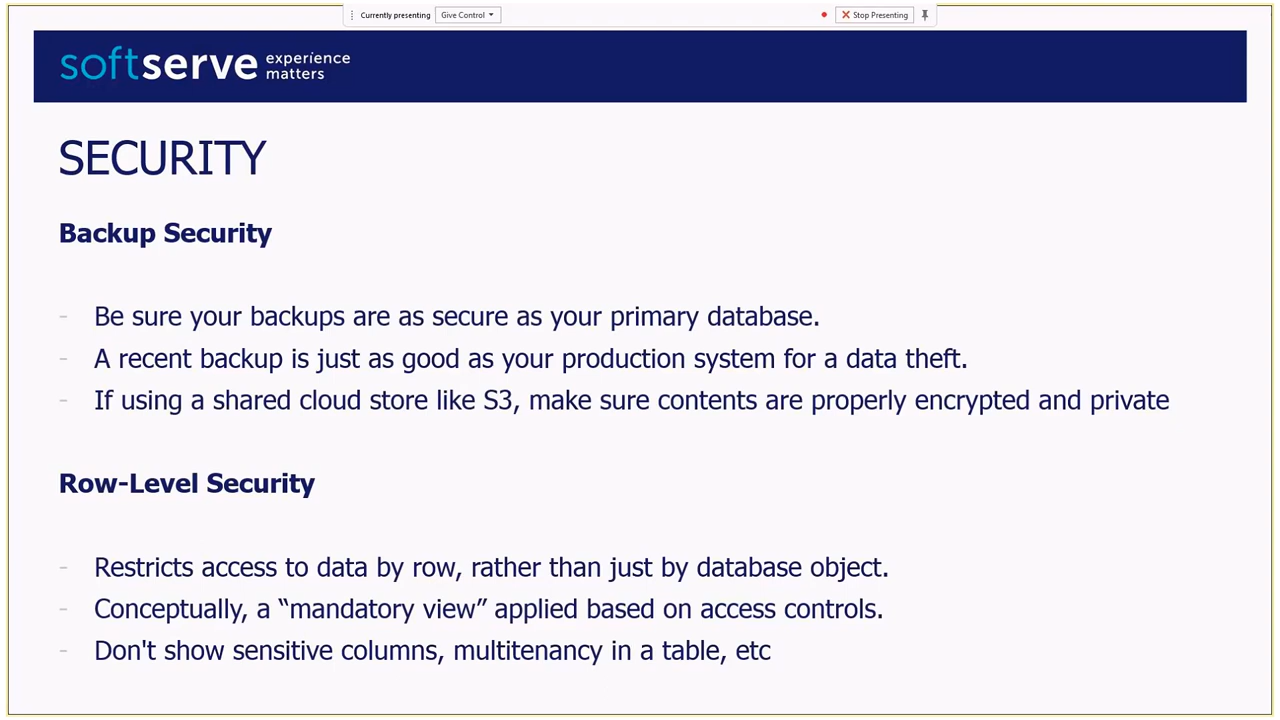 Currently presenting Give Control Stop Presenting
softserve experience
matters
SECURITY
Backup Security
- Be sure your backups are as secure as your primary database.
- A recent backup is just as good as your production system for a data theft.
- If using a shared cloud store like S3, make sure contents are properly encrypted and private
Row-Level Security
- Restricts access to data by row, rather than just by database object.
- Conceptually, a “mandatory view” applied based on access controls.
- Don't show sensitive columns, multitenancy in a table, etc